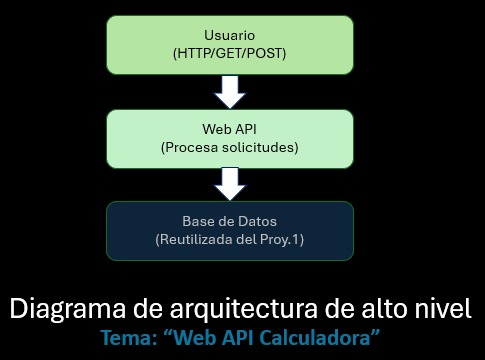 Usuario
(HTTP/GET/POST)
Web API
(Procesa solicitudes)
Base de Datos
(Reutilizada del Proy.1)
Diagrama de arquitectura de alto nivel
Tema: “Web API Calculadora”